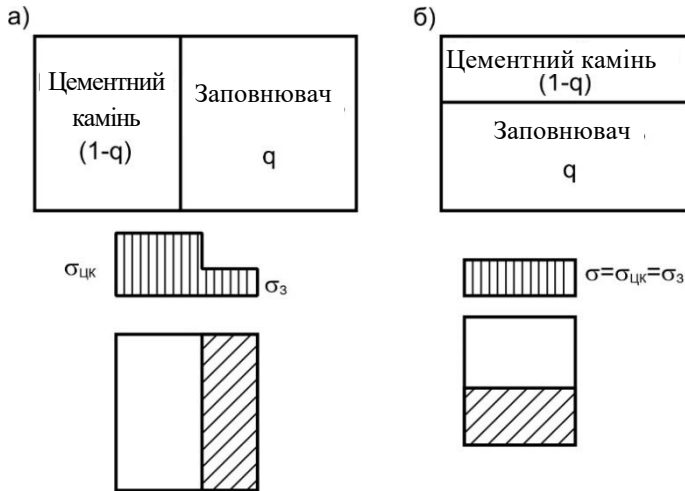 а)
Цементний
камінь
(1-q)
Заповнювач
q
σцк
σз
б)
Цементний камінь
(1-q)
Заповнювач
q
σ=σцк=σз